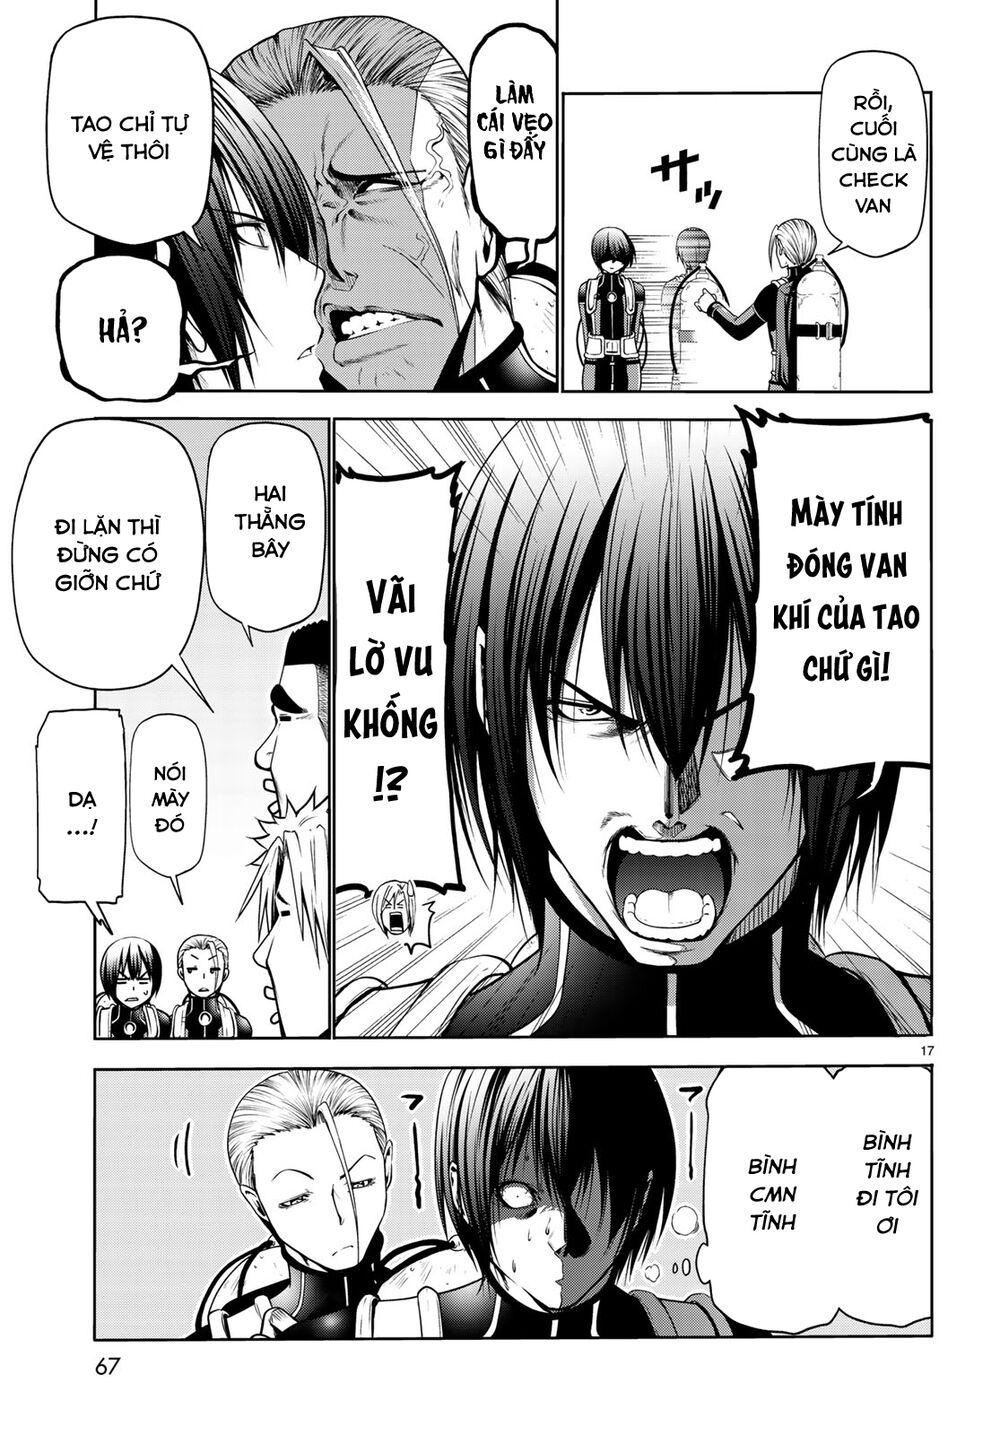 RỒI,
CUỐI
CÙNG LÀ
CHECK
VAN
サッ
LÀM
CÁI VẸO
GÌ ĐẤY
TAO CHỈ TỰ
VỆ THÔI
HẢ?
MÀY TÍNH
ĐÓNG VAN
KHÍ CỦA TAO
CHỨ GÌ!
VÃI
LỜ VU
KHỐNG
!?
HAI
THẰNG
BÂY
ĐI LẶN THÌ
ĐỪNG CÓ
GIỠN CHỨ
NÓI
MÀY
ĐÓ
DẠ
...!
17
BÌNH
TĨNH
ĐI TÔI
ƠI
BÌNH
CMN
TĨNH
67